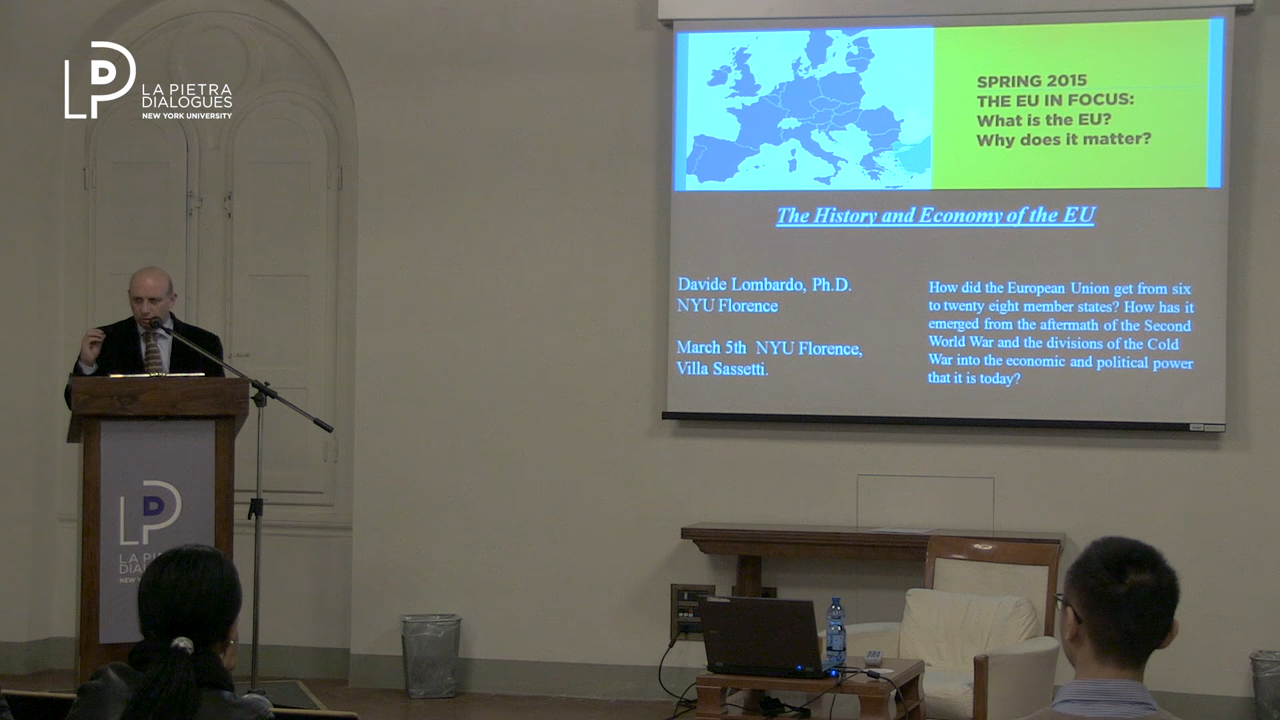 LA PIETRA
DIALOGUES
NEW YORK UNIVERSITY
SPRING 2015
THE EU IN FOCUS:
What is the EU?
Why does it matter?
The History and Economy of the EU
Davide Lombardo, Ph.D.
NYU Florence
March 5th NYU Florence,
Villa Sassetti.
How did the European Union get from six
to twenty eight member states? How has it
emerged from the aftermath of the Second
World War and the divisions of the Cold
War into the economic and political power
that it is today?
LP
LA PIE
DIA
NEW Y